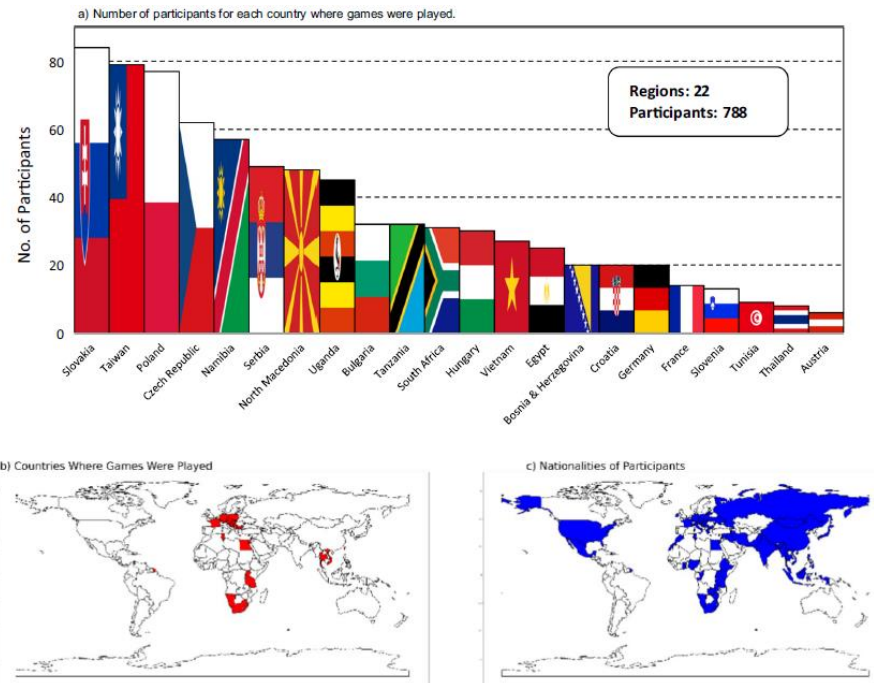 a) Number of participants for each country where games were played.
No. of Participants
80
60
40
20
0
Regions: 22
Participants: 788
Slovakia
Taiwan
Poland
Czech Republic
Namibia
Serbia
North Macedonia
Uganda
Bulgaria
Tanzania
South Africa
Hungary
Vietnam
Egypt
Bosnia & Herzegovina
Croatia
Germany
France
Slovenia
Tunisia
Thailand
Austria
b) Countries Where Games Were Played
c) Nationalities of Participants